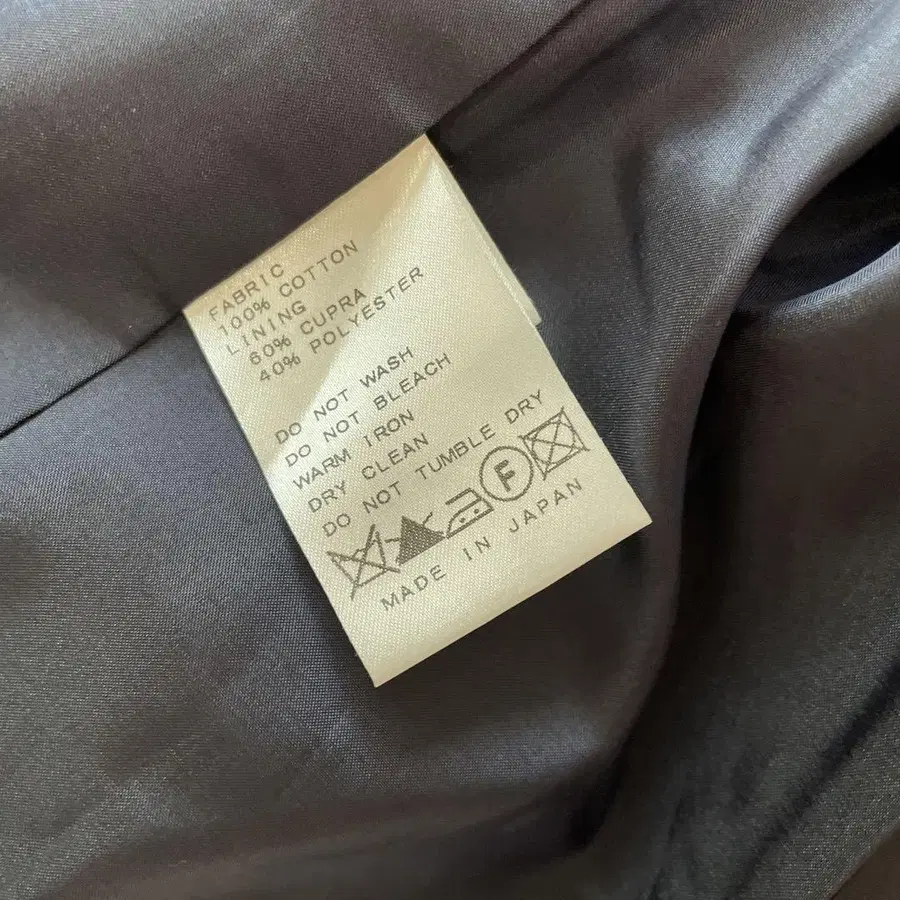 FABRIC
100% COTTON
LINING
60% CUPRA
40% POLYESTER
DO NOT WASH
DO NOT BLEACH
WARM IRON
DRY CLEAN
DO NOT TUMBLE DRY
F
MADE IN JAPAN